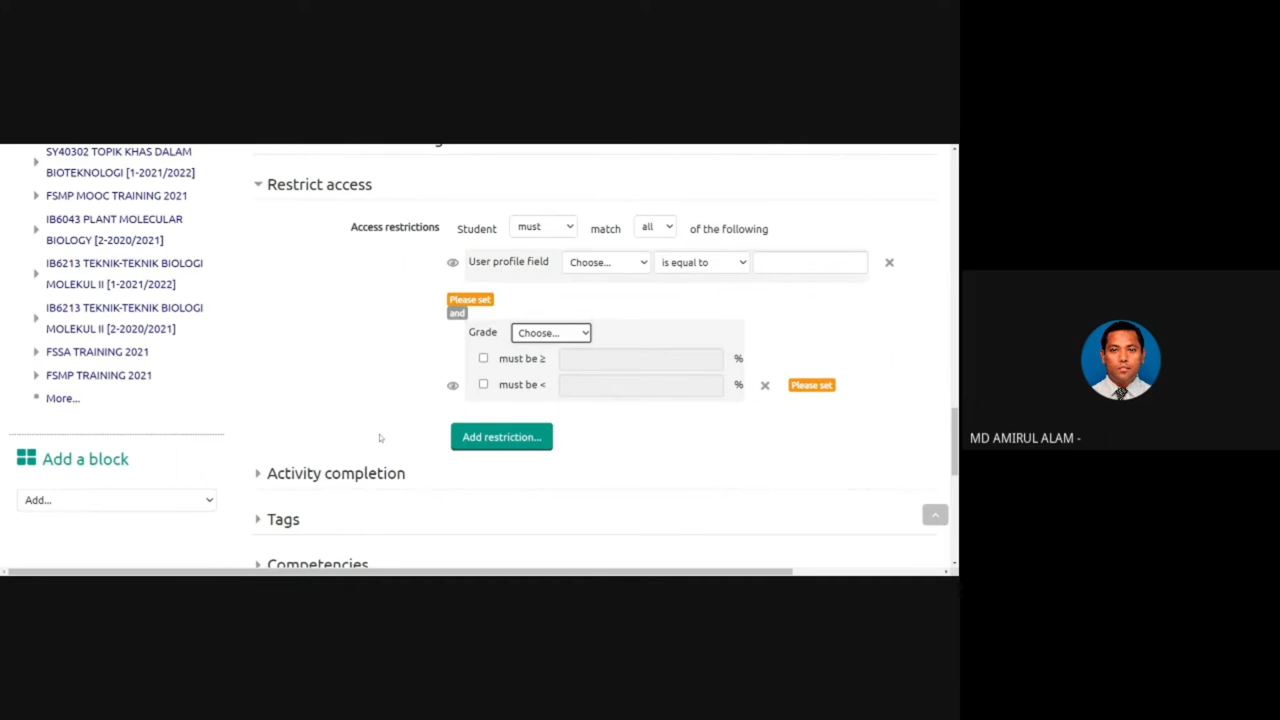 SY40302 TOPIK KHAS DALAM
BIOTEKNOLOGI [1-2021/2022]
FSMP MOOC TRAINING 2021
IB6043 PLANT MOLECULAR
BIOLOGY [2-2020/2021]
IB6213 TEKNIK-TEKNIK BIOLOGI
MOLEKUL II [1-2021/2022]
IB6213 TEKNIK-TEKNIK BIOLOGI
MOLEKUL II [2-2020/2021]
FSSA TRAINING 2021
FSMP TRAINING 2021
More...
Add a block
Add...
Restrict access
Access restrictions Student must match all of the following
User profile field Choose... is equal to
Please set
and
Grade Choose...
must be ≥ %
must be < % Please set
Add restriction...
Activity completion
Tags
Competencies
MD AMIRUL ALAM -